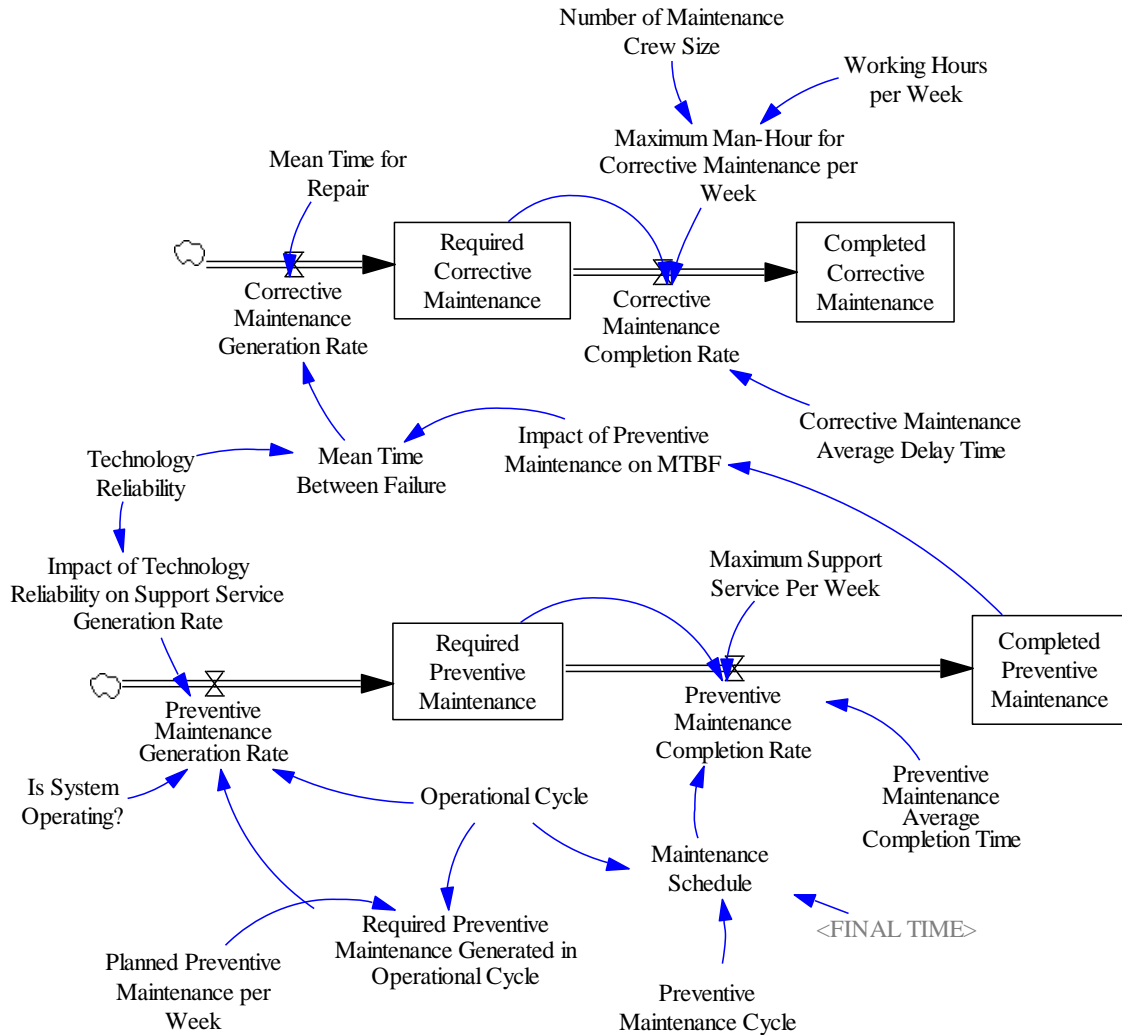 Number of Maintenance
Crew Size
Working Hours
per Week
Maximum Man-Hour for
Corrective Maintenance per
Week
Mean Time for
Repair
Required
Corrective
Maintenance
Completed
Corrective
Maintenance
Corrective
Maintenance
Generation Rate
Corrective
Maintenance
Completion Rate
Corrective Maintenance
Average Delay Time
Impact of Preventive
Maintenance on MTBF
Mean Time
Between Failure
Technology
Reliability
Impact of Technology
Reliability on Support Service
Generation Rate
Maximum Support
Service Per Week
Required
Preventive
Maintenance
Completed
Preventive
Maintenance
Preventive
Maintenance
Generation Rate
Preventive
Maintenance
Completion Rate
Is System
Operating?
Operational Cycle
Preventive
Maintenance
Average
Completion Time
Maintenance
Schedule
<FINAL TIME>
Required Preventive
Maintenance Generated in
Operational Cycle
Planned Preventive
Maintenance per
Week
Preventive
Maintenance Cycle